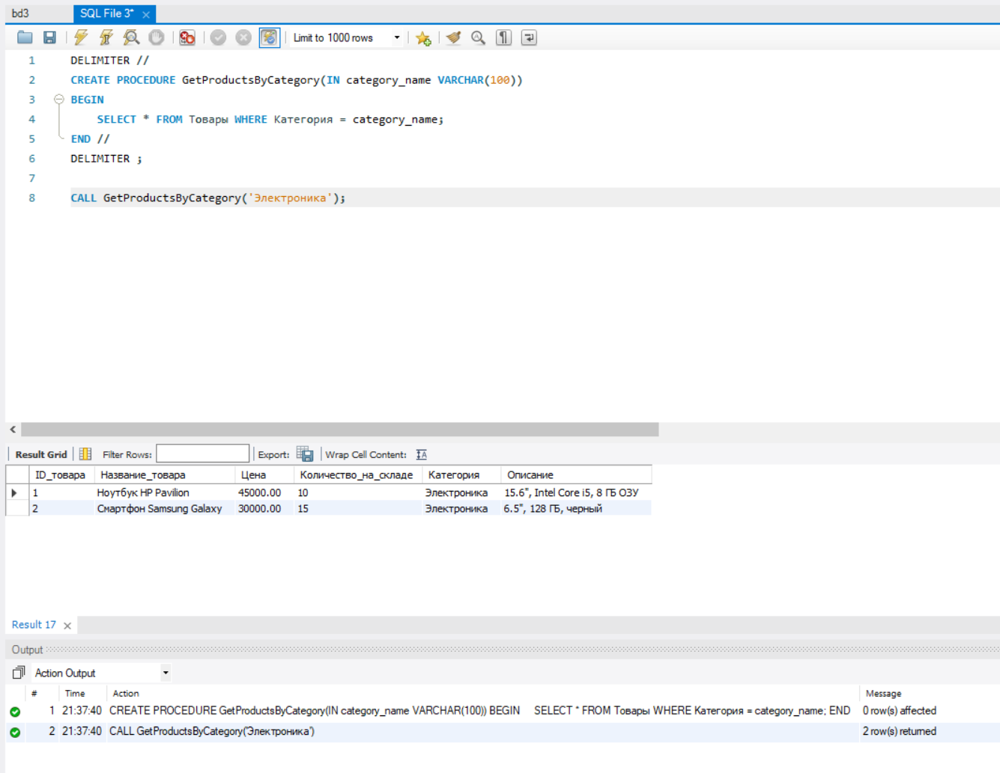 bd3 SQL File 3*
Limit to 1000 rows
1 DELIMITER //
2 CREATE PROCEDURE GetProductsByCategory(IN category_name VARCHAR(100))
3 BEGIN
4 SELECT * FROM Товары WHERE Категория = category_name;
5 END //
6 DELIMITER ;
7
8 CALL GetProductsByCategory('Электроника');
Result Grid Filter Rows: Export: Wrap Cell Content:
ID_товара Название_товара Цена Количество_на_складе Категория Описание
1 Ноутбук HP Pavilion 45000.00 10 Электроника 15.6", Intel Core i5, 8 ГБ ОЗУ
2 Смартфон Samsung Galaxy 30000.00 15 Электроника 6.5", 128 ГБ, черный
Result 17
Output
Action Output
# Time Action Message
1 21:37:40 CREATE PROCEDURE GetProductsByCategory(IN category_name VARCHAR(100)) BEGIN SELECT * FROM Товары WHERE Категория = category_name; END 0 row(s) affected
2 21:37:40 CALL GetProductsByCategory('Электроника') 2 row(s) returned